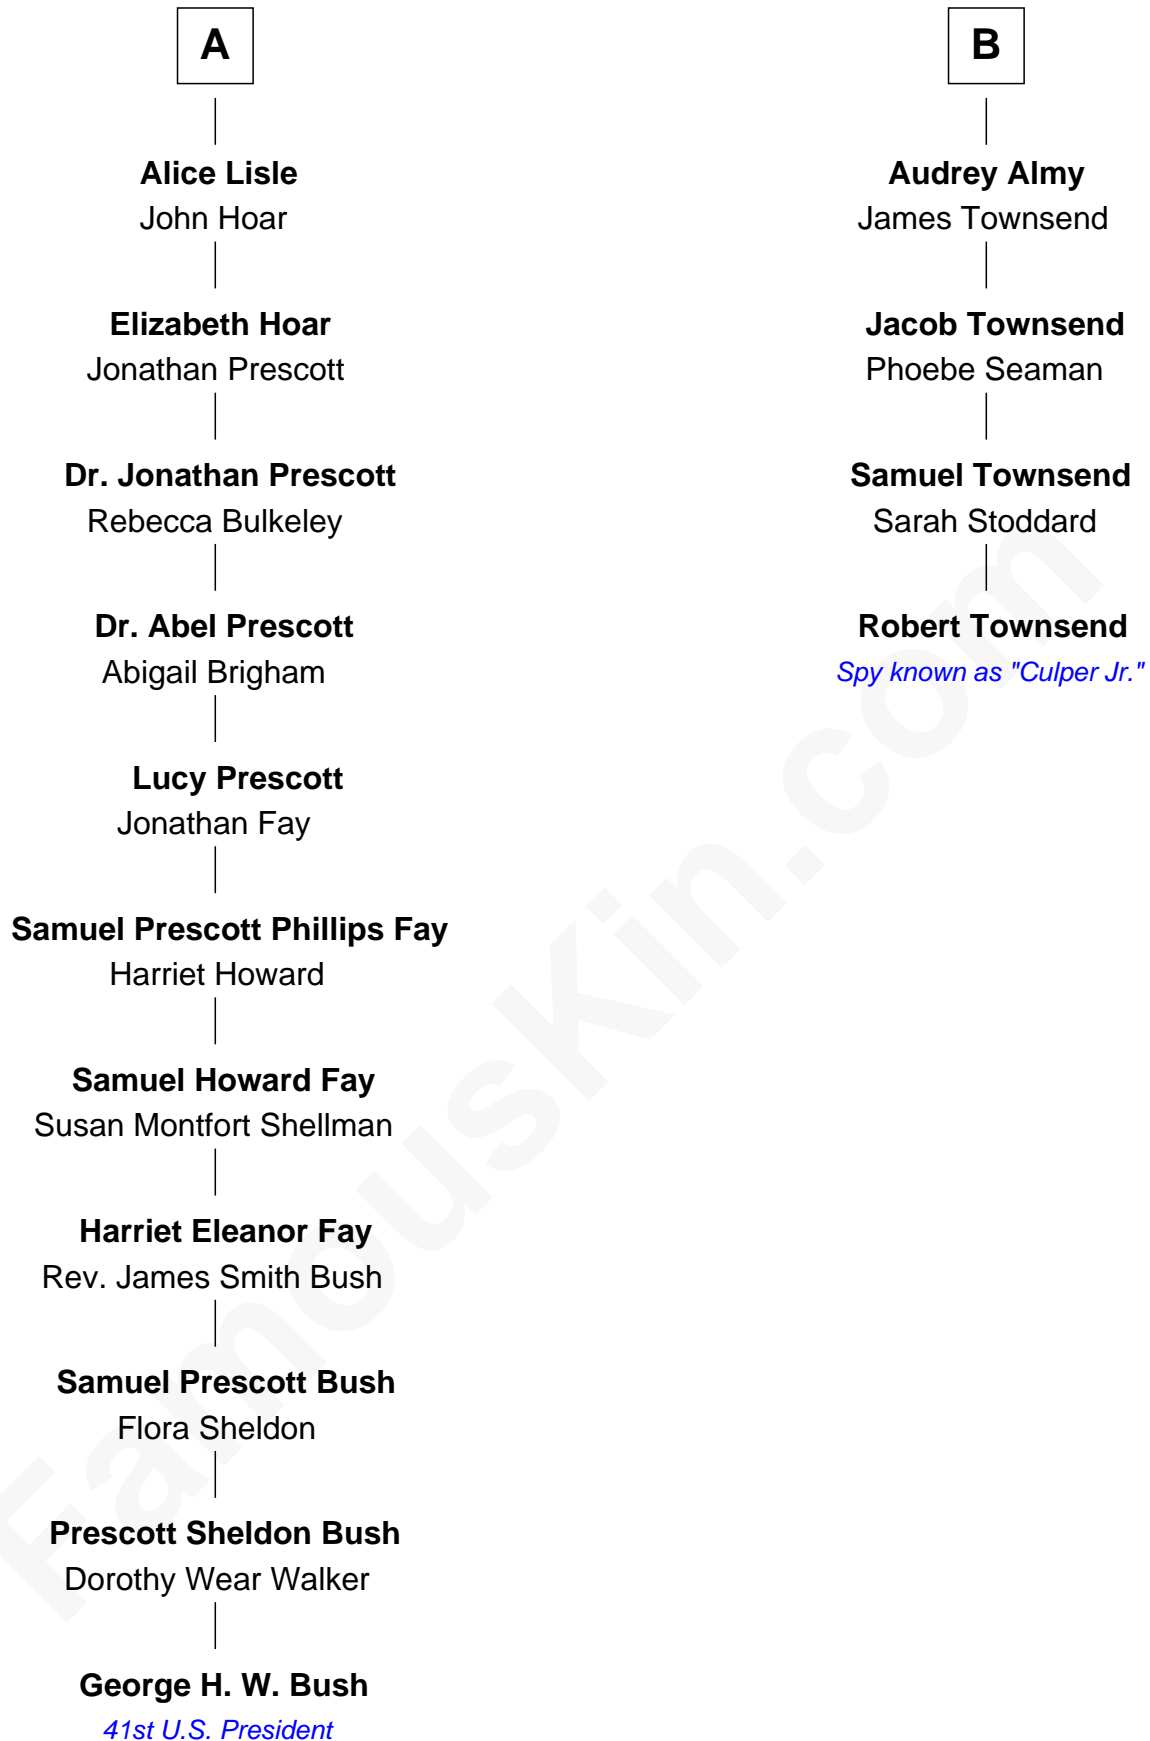 A
Alice Lisle
John Hoar
Elizabeth Hoar
Jonathan Prescott
Dr. Jonathan Prescott
Rebecca Bulkeley
Dr. Abel Prescott
Abigail Brigham
Lucy Prescott
Jonathan Fay
Samuel Prescott Phillips Fay
Harriet Howard
Samuel Howard Fay
Susan Montfort Shellman
Harriet Eleanor Fay
Rev. James Smith Bush
Samuel Prescott Bush
Flora Sheldon
Prescott Sheldon Bush
Dorothy Wear Walker
George H. W. Bush
41st U.S. President
B
Audrey Almy
James Townsend
Jacob Townsend
Phoebe Seaman
Samuel Townsend
Sarah Stoddard
Robert Townsend
Spy known as "Culper Jr."
FamousKin.com